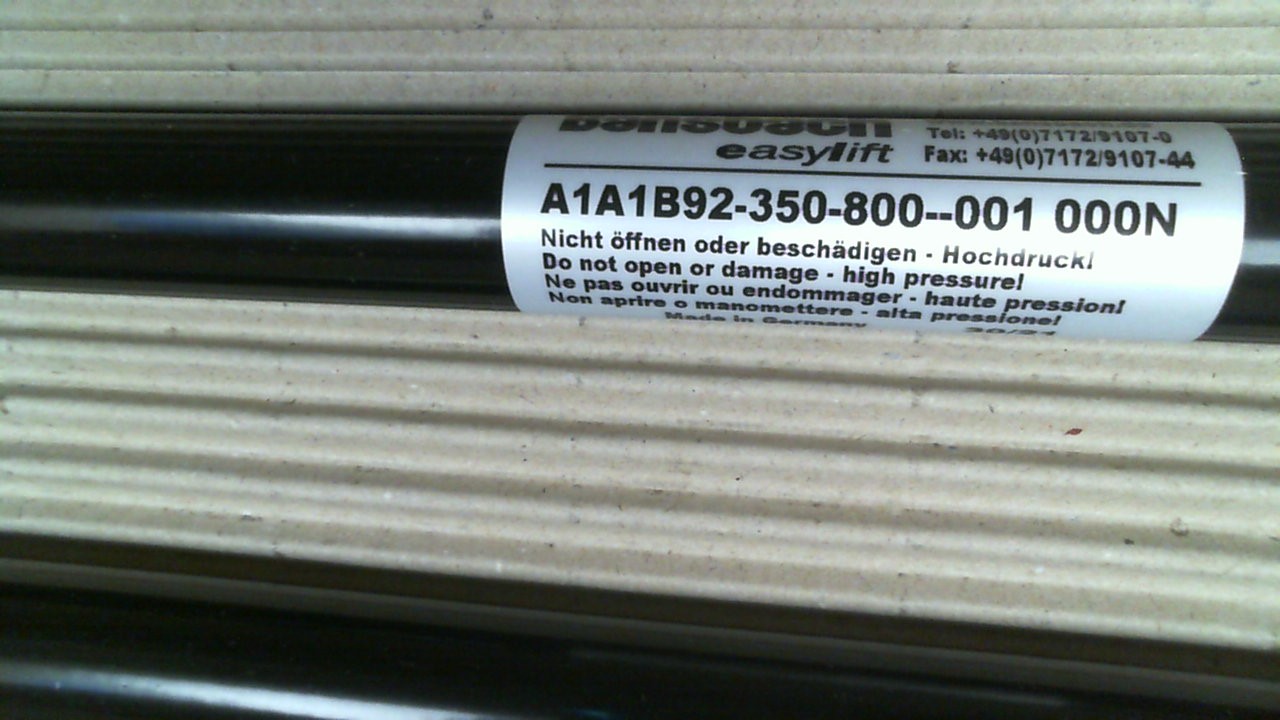 bansbach
easylift
Tel: +49(0)7172/9107-0
Fax: +49(0)7172/9107-44
A1A1B92-350-800--001 000N
Nicht öffnen oder beschädigen - Hochdruck!
Do not open or damage - high pressure!
Ne pas ouvrir ou endommager - haute pression!
Non aprire o manomettere - alta pressione!
Made in Germany